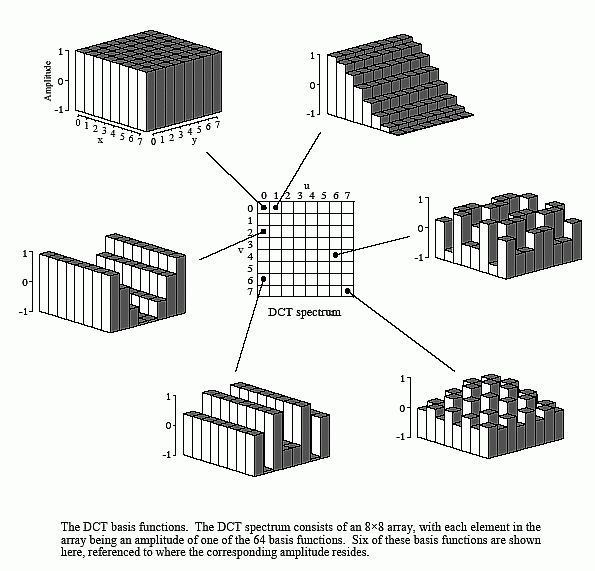 1
0
-1
Amplitude
0 1 2 3 4 5 6 7
x
0 1 2 3 4 5 6 7
y
1
0
-1
u
0 1 2 3 4 5 6 7
0
1
2
3
4
5
6
7
v
DCT spectrum
1
0
-1
1
0
-1
1
0
-1
1
0
-1
The DCT basis functions. The DCT spectrum consists of an 8×8 array, with each element in the
array being an amplitude of one of the 64 basis functions. Six of these basis functions are shown
here, referenced to where the corresponding amplitude resides.